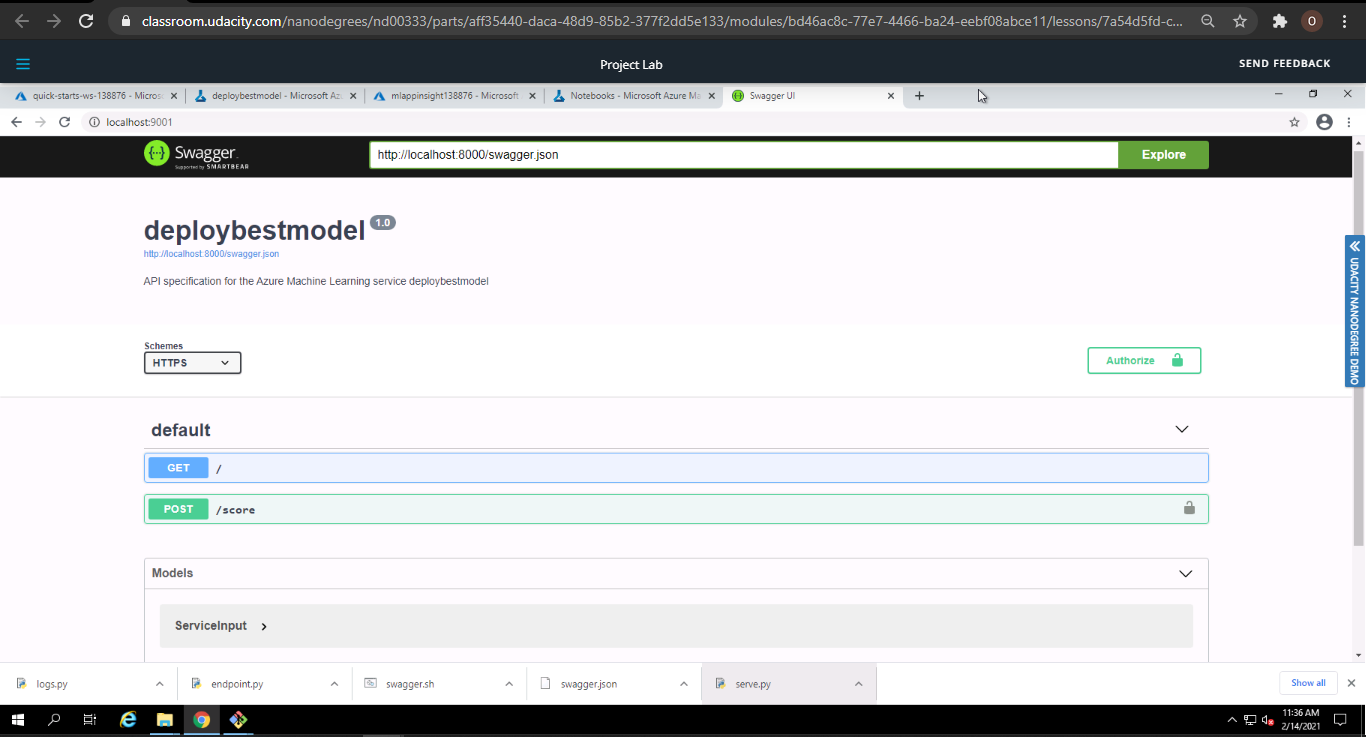 classroom.udacity.com/nanodegrees/nd00333/parts/aff35440-daca-48d9-85b2-377f2dd5e133/modules/bd46ac8c-77e7-4466-ba24-eebf08abce11/lessons/7a54d5fd-c...
O
Project Lab
SEND FEEDBACK
quick-starts-ws-138876 - Micros
deploybestmodel - Microsoft Az
mlappinsight138876 - Microsoft
Notebooks - Microsoft Azure Ma
Swagger UI
localhost:9001
Swagger
Supported by SMARTBEAR
http://localhost:8000/swagger.json
Explore
deploybestmodel 1.0
http://localhost:8000/swagger.json
API specification for the Azure Machine Learning service deploybestmodel
Schemes
HTTPS
Authorize
UDACITY NANODEGREE DEMO
default
GET /
POST /score
Models
ServiceInput
logs.py
endpoint.py
swagger.sh
swagger.json
serve.py
Show all
11:36 AM
2/14/2021